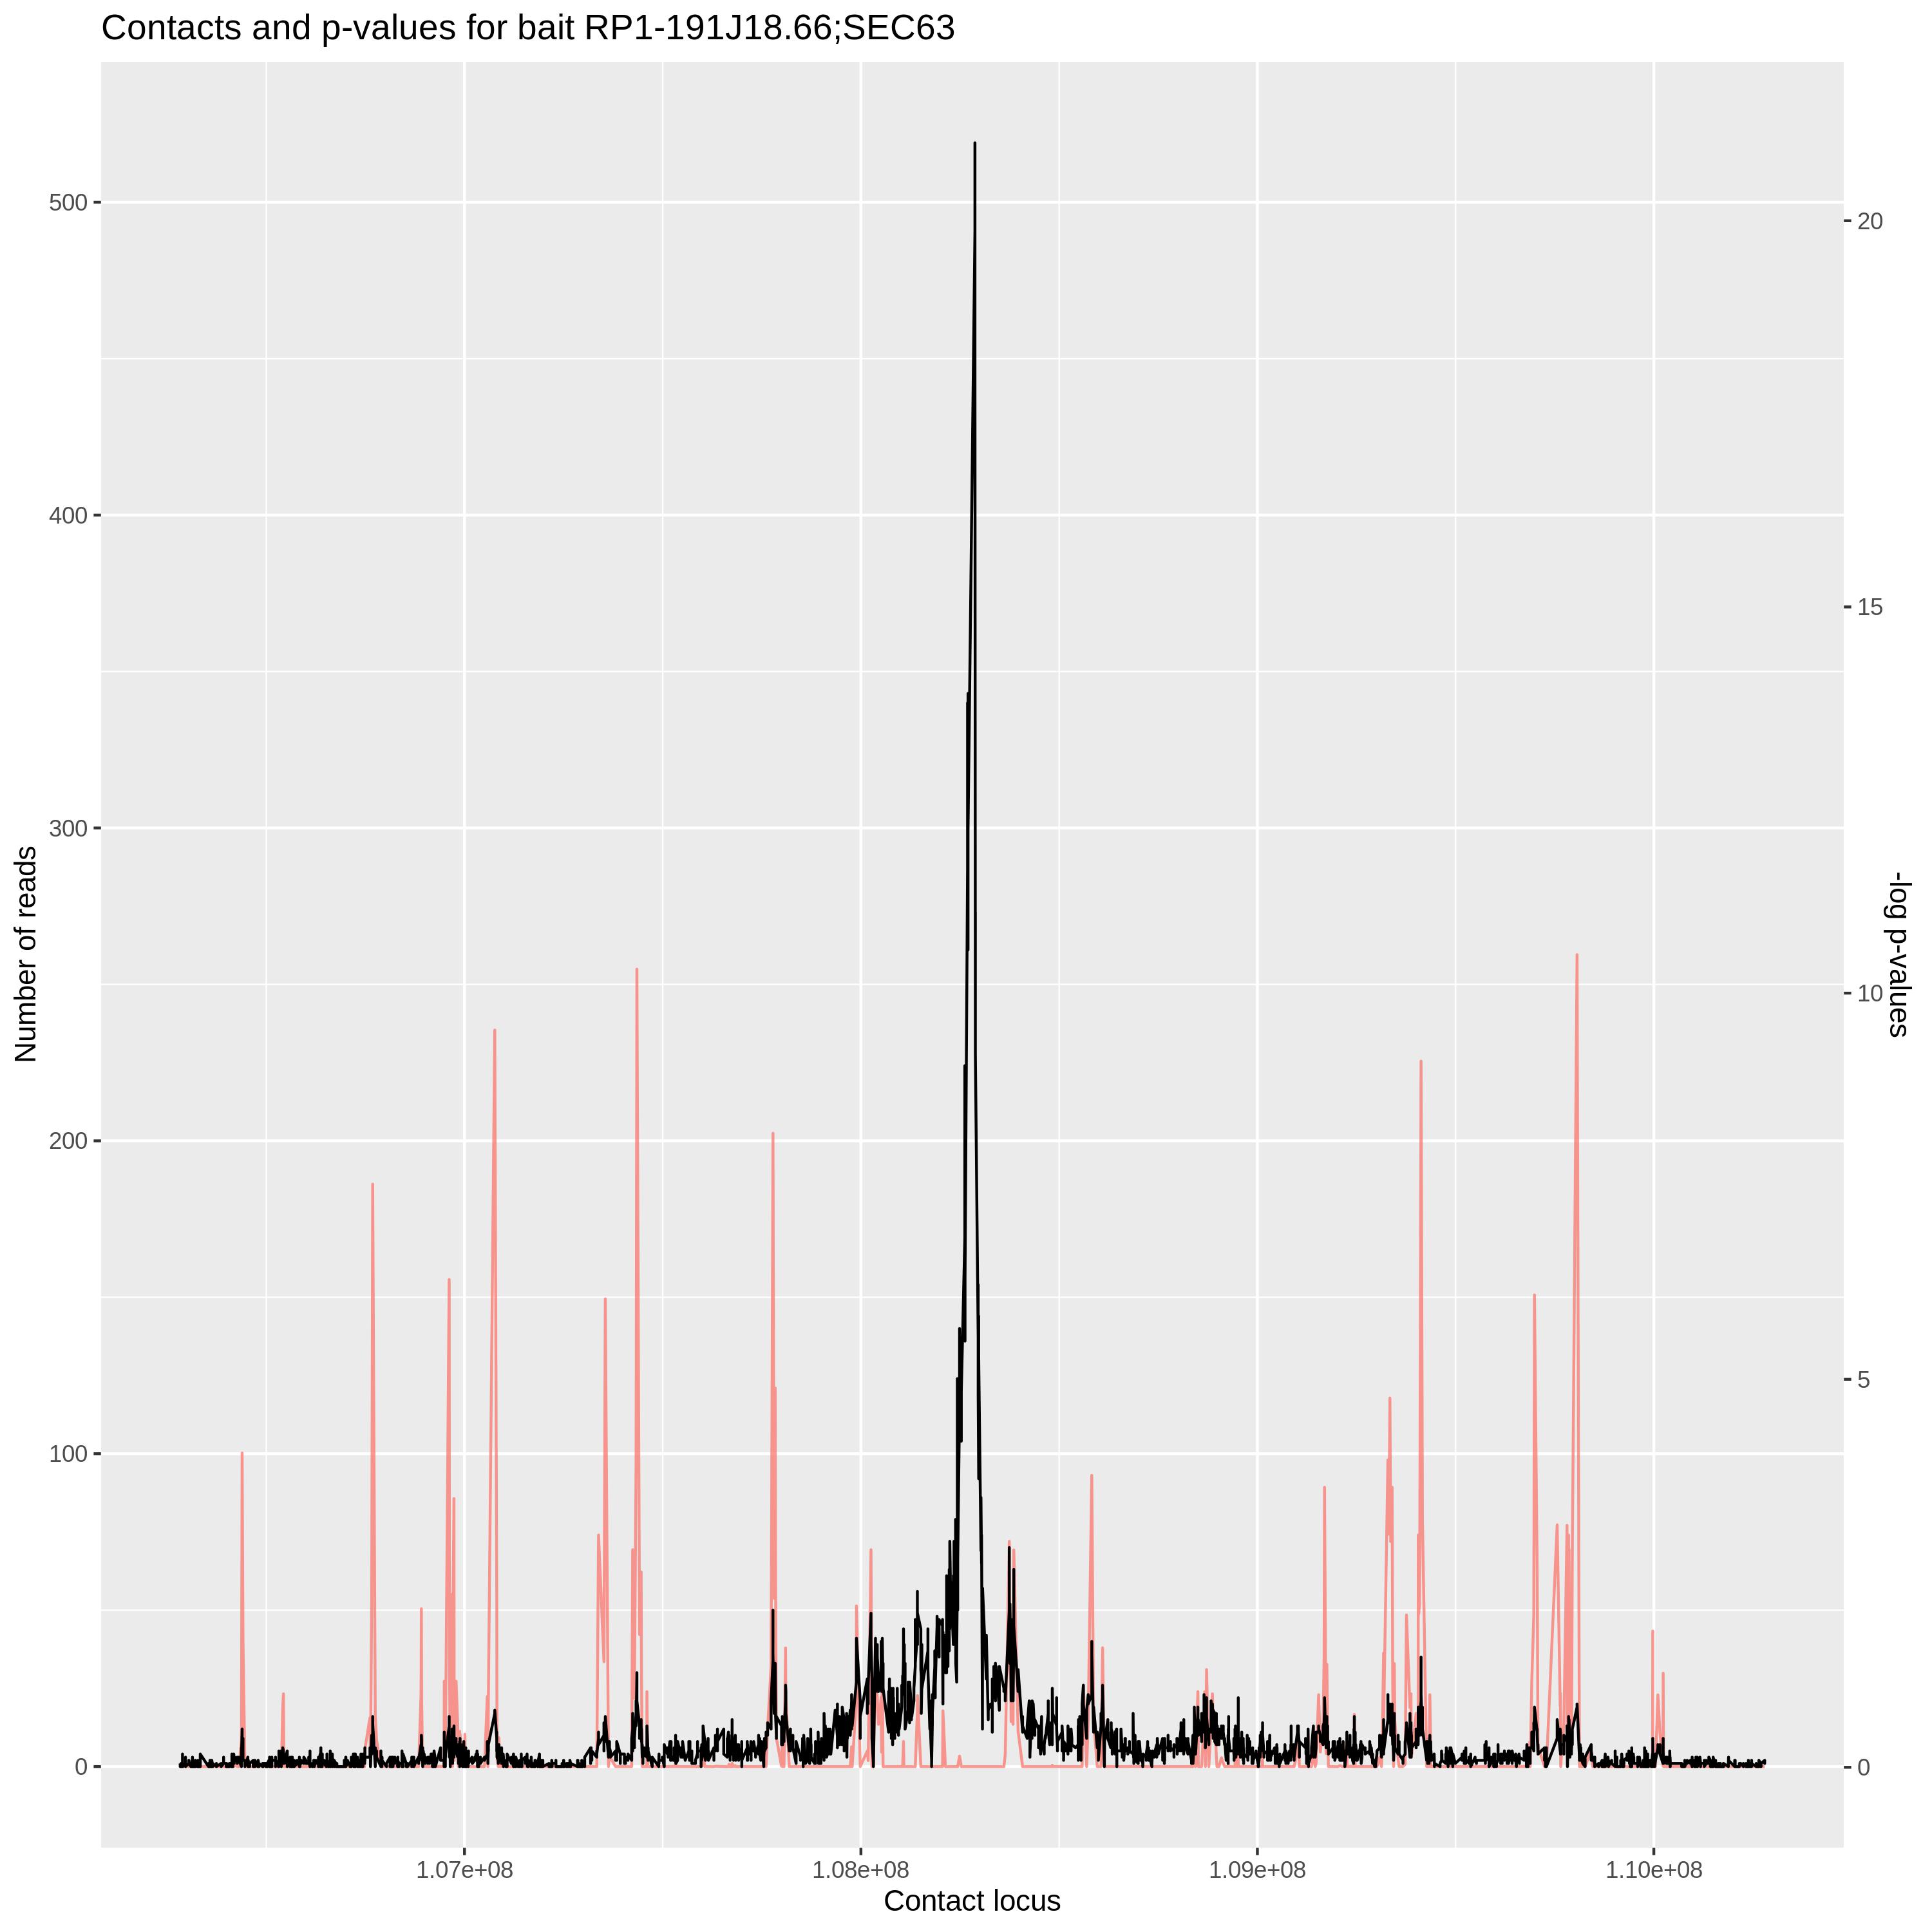 Contacts and p-values for bait RP1-191J18.66;SEC63
Number of reads
500
400
300
200
100
0
20
15
10
5
0
-log p-values
1.07e+08
1.08e+08
1.09e+08
1.10e+08
Contact locus